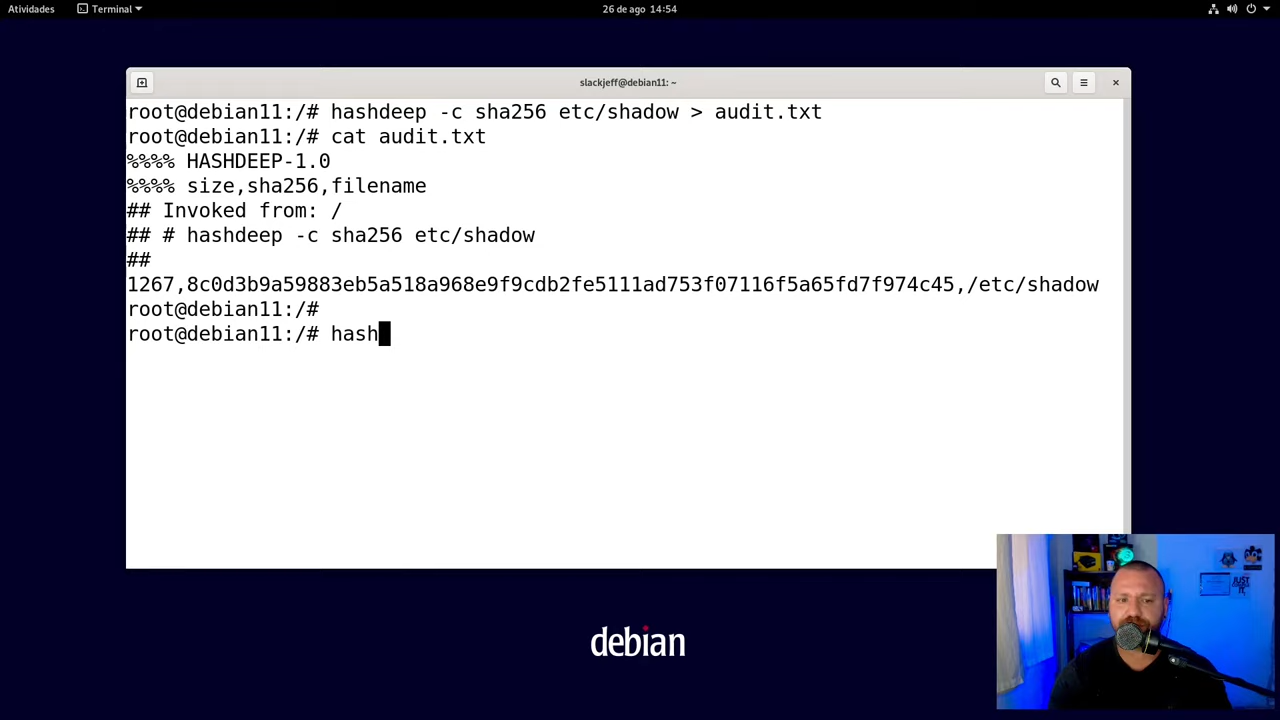 Atividades
Terminal
26 de ago 14:54
slackjeff@debian11: ~
root@debian11:/# hashdeep -c sha256 etc/shadow > audit.txt
root@debian11:/# cat audit.txt
%%%% HASHDEEP-1.0
%%%% size,sha256,filename
## Invoked from: /
## # hashdeep -c sha256 etc/shadow
##
1267,8c0d3b9a59883eb5a518a968e9f9cdb2fe5111ad753f07116f5a65fd7f974c45,/etc/shadow
root@debian11:/#
root@debian11:/# hash
debian